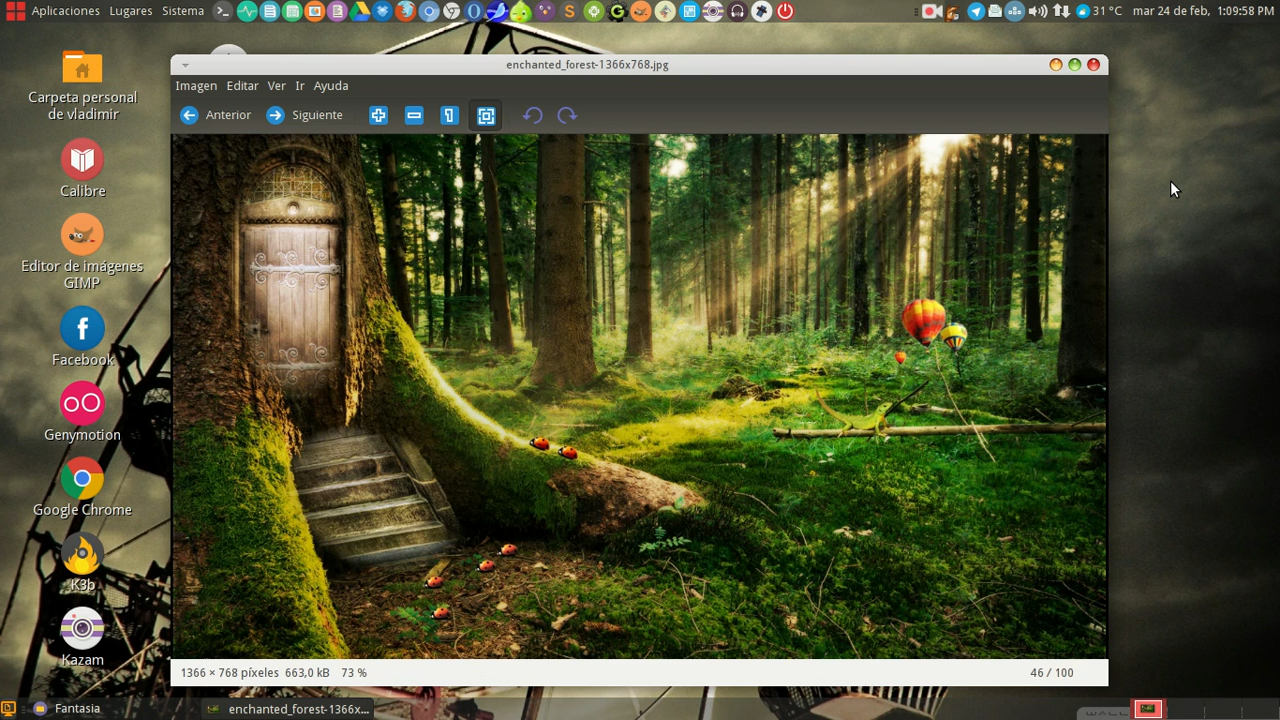 Aplicaciones Lugares Sistema
31 °C mar 24 de feb, 1:09:58 PM
enchanted_forest-1366x768.jpg
Imagen Editar Ver Ir Ayuda
Anterior Siguiente
Carpeta personal
de vladimir
Calibre
Editor de imágenes
GIMP
Facebook
Genymotion
Google Chrome
K3b
Kazam
1366 × 768 píxeles 663,0 kB 73 %
46 / 100
Fantasia
enchanted_forest-1366x...